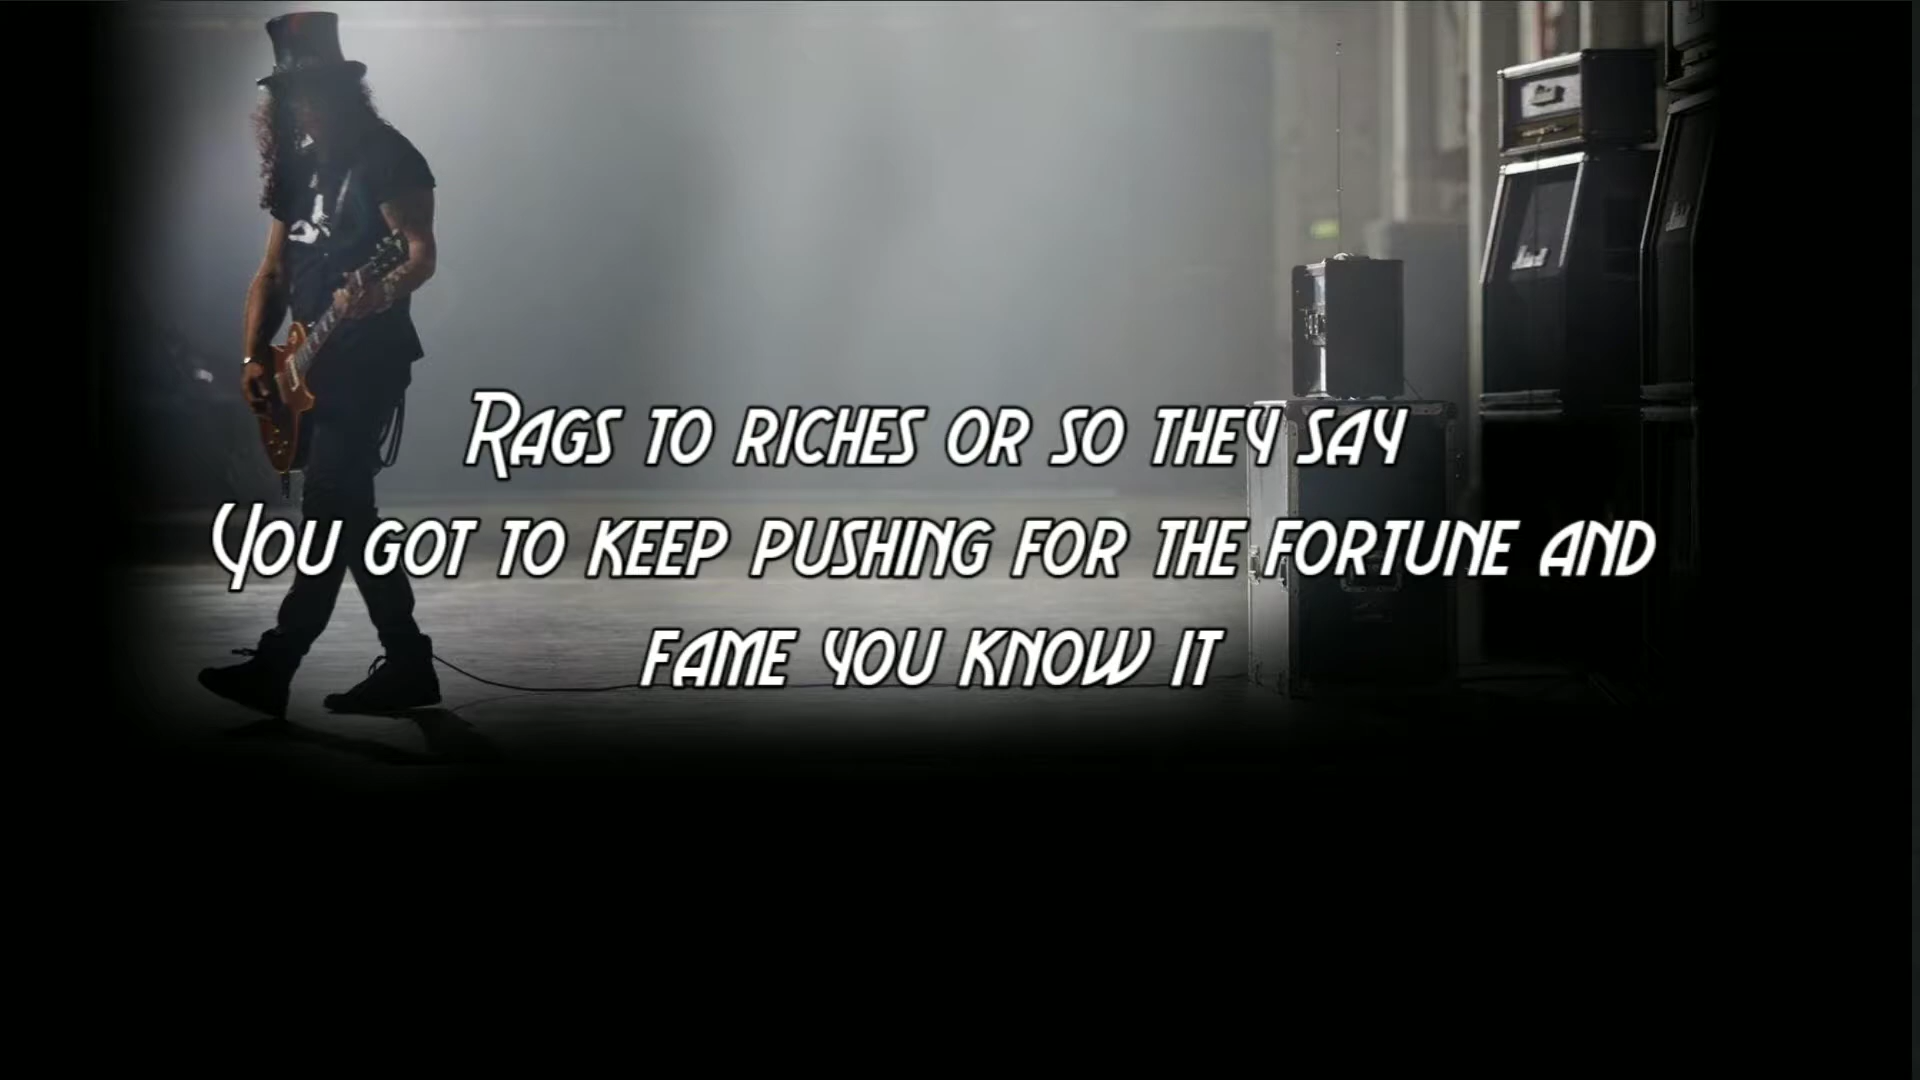 Rags to riches or so they say
You got to keep pushing for the fortune and
fame you know it